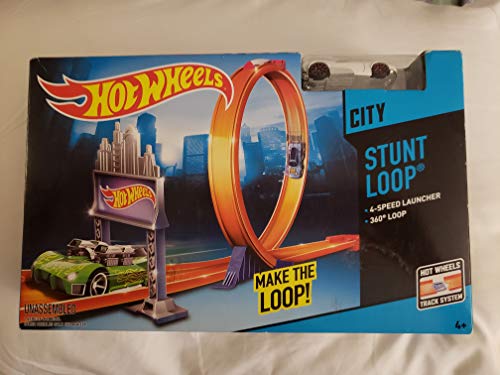 HOT WHEELS
CITY
STUNT
LOOP®
• 4-SPEED LAUNCHER
• 360° LOOP
HOT WHEELS
MAKE THE
LOOP!
HOT WHEELS
TRACK SYSTEM
UNASSEMBLED
4+